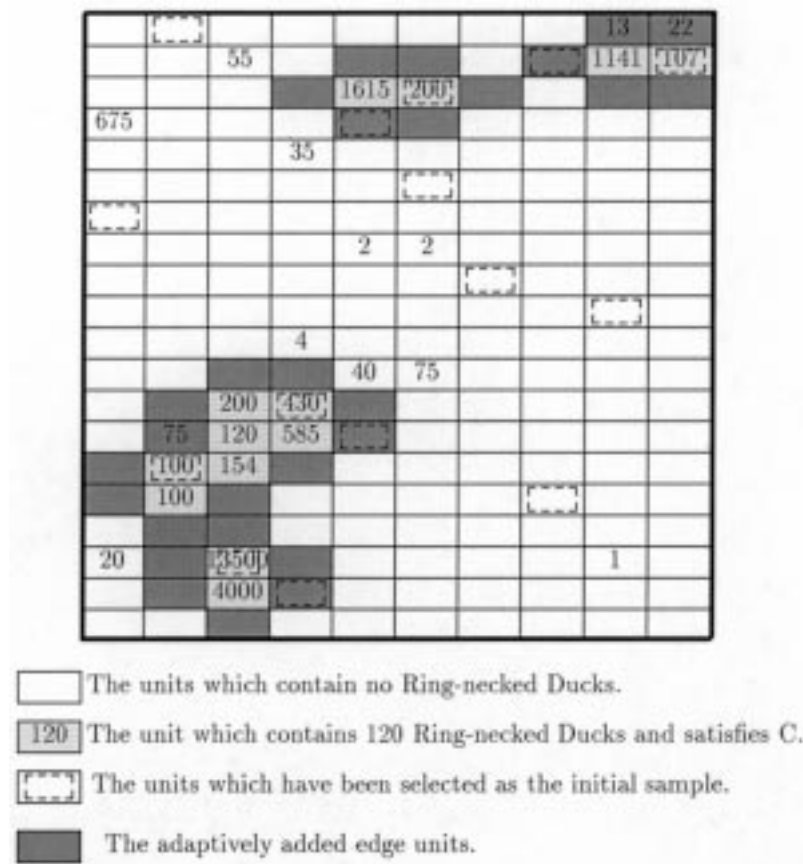 13 22
55 1141 107
1615 200
675
35
2 2
4
40 75
200 430
75 120 585
100 154
100
20 13500 1
4000
The units which contain no Ring-necked Ducks.
120 The unit which contains 120 Ring-necked Ducks and satisfies C.
The units which have been selected as the initial sample.
The adaptively added edge units.